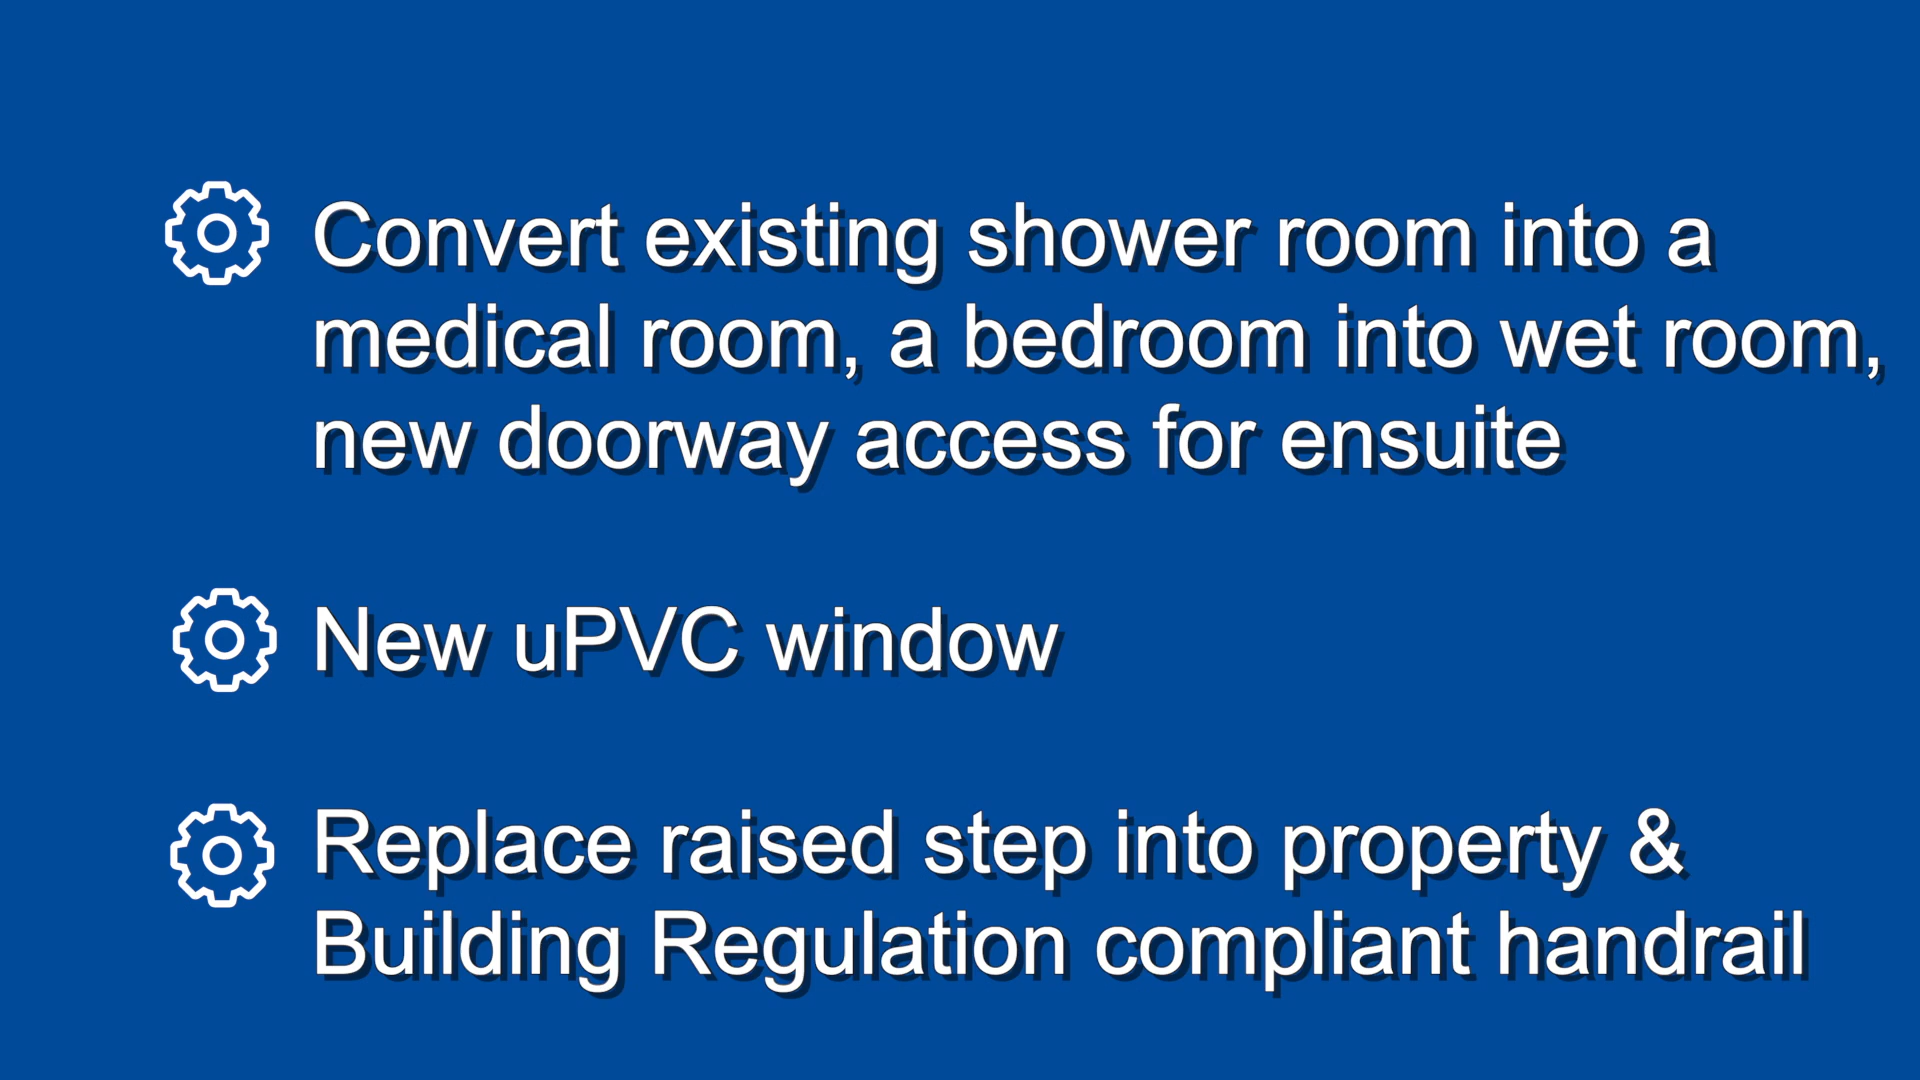 Convert existing shower room into a
medical room, a bedroom into wet room,
new doorway access for ensuite
New uPVC window
Replace raised step into property &
Building Regulation compliant handrail